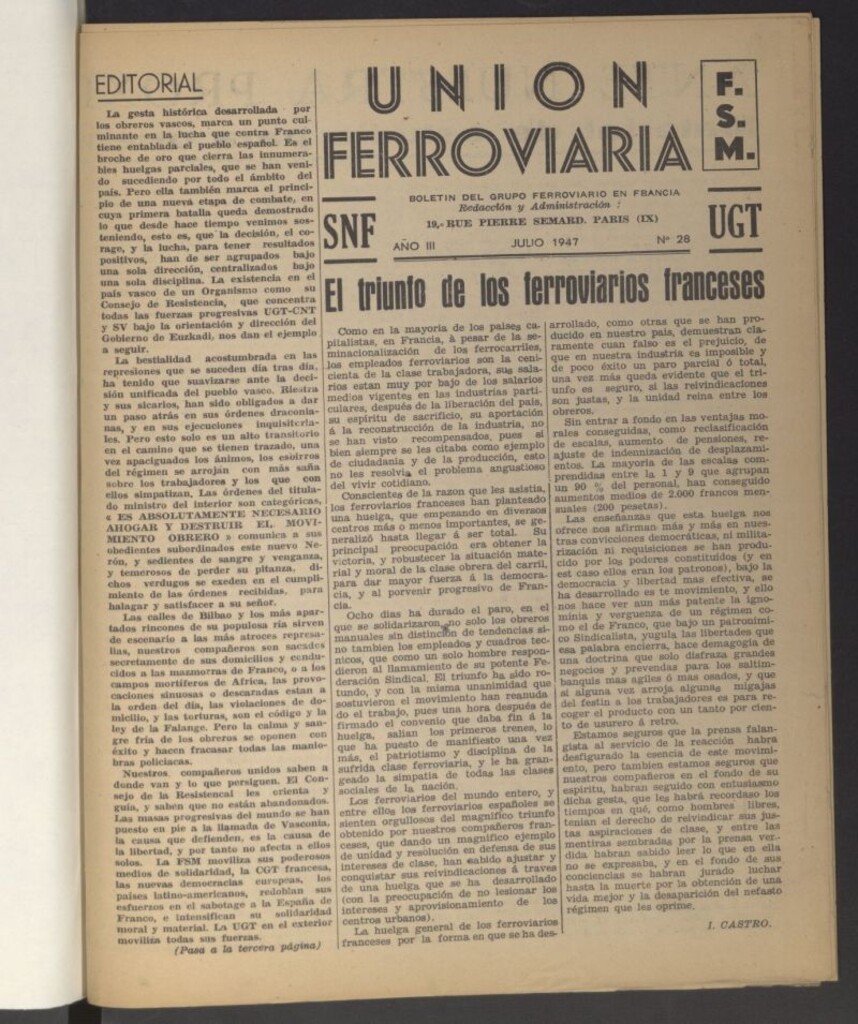 EDITORIAL
La gesta histórica desarrollada por
los obreros vascos, marca un punto cul-
minante en la lucha que contra Franco
tiene entablada el pueblo español. Es el
broche de oro que cierra las innumera-
bles huelgas parciales, que se han veni-
do sucediendo por todo el ámbito del
país. Pero ella también marca el princi-
pio de una nueva etapa de combate, en
cuya primera batalla queda demostrado
lo que desde hace tiempo venimos sos-
teniendo, esto es, que la decisión, el co-
rage, y la lucha, para tener resultados
positivos, han de ser agrupados bajo
una sola dirección, centralizados bajo
una sola disciplina. La existencia en el
país vasco de un Organismo como su
Consejo de Resistencia, que concentra
todas las fuerzas progresivas UGT-CNT
y SV bajo la orientación y dirección del
Gobierno de Euzkadi, nos dan el ejemplo
a seguir.
La bestialidad acostumbrada en las
represiones que se suceden día tras día,
ha tenido que suavizarse ante la deci-
sión unificada del pueblo vasco. Riestra
y sus sicarios, han sido obligados a dar
un paso atrás en sus órdenes draconia-
nas, y en sus ejecuciones inquisitoria-
les. Pero esto solo es un alto transitorio
en el camino que se tienen trazado, una
vez apaciguados los ánimos, los esbirros
del régimen se arrojan con más saña
sobre los trabajadores y los que con
ellos simpatizan. Las órdenes del titula-
do ministro del Interior son categóricas,
« ES ABSOLUTAMENTE NECESARIO
AHOGAR Y DESTRUIR EL MOVI-
MIENTO OBRERO » comunica a sus
obedientes subordinados este nuevo Ne-
rón, y sedientes de sangre y venganza,
y temerosos de perder su pitanza, di-
chos verdugos se exeden en el cumpli-
miento de las órdenes recibidas, para
halagar y satisfacer a su señor.
Las calles de Bilbao y los más apar-
tados rincones de su populosa ría sirven
de escenario a las más atroces represa-
lias, nuestros compañeros son sacados
secretamente de sus domicilios y condu-
cidos a las mazmorras de Franco, o a los
campos mortíferos de Africa, las provo-
caciones sinuosas o descaradas estan a
la orden del día, las violaciones de do-
micilio, y las torturas, son el código y la
ley de la Falange. Pero la calma y san-
gre fría de los obreros se oponen con
éxito y hacen fracasar todas las manio-
bras policiacas.
Nuestros compañeros unidos saben a
donde van y lo que persiguen. El Con-
sejo de la Resistencal les orienta y
guía, y saben que no están abandonados.
Las masas progresivas del mundo se han
puesto en pie a la llamada de Vasconia,
la causa que defienden, es la causa de
la libertad, y por tanto no afecta a ellos
solos. La FSM moviliza sus poderosos
medios de solidaridad, la CGT francesa,
las nuevas democracias europeas, los
países latino-americanos, redoblan sus
esfuerzos en el sabotage a la España de
Franco, e intensifican su solidaridad
moral y material. La UGT en el exterior
moviliza todas sus fuerzas.
(Pasa a la tercera página)
UNION
FERROVIARIA
F.
S.
M.
SNF
BOLETIN DEL GRUPO FERROVIARIO EN FRANCIA
Redacción y Administración :
19,- RUE PIERRE SEMARD. PARIS (IX)
UGT
AÑO III JULIO 1947 Nº 28
El triunfo de los ferroviarios franceses
Como en la mayoria de los paises ca-
pitalistas, en Francia, á pesar de la se-
minacionalización de los ferrocarriles,
los empleados ferroviarios son la ceni-
cienta de la clase trabajadora, sus sala-
rios estan muy por bajo de los salarios
medios vigentes en las industrias parti-
culares, después de la liberación del país,
su espiritu de sacrificio, su aportación
á la reconstrucción de la industria, no
se han visto recompensados, pues si
bien siempre se les citaba como ejemplo
de ciudadania y de la producción, esto
no les resolvia el problema angustioso
del vivir cotidiano.
Conscientes de la razon que les asistia,
los ferroviarios franceses han planteado
una huelga, que empezando en diversos
centros más o menos importantes, se ge-
neralizó hasta llegar á ser total. Su
principal preocupación era obtener la
victoria, y robustecer la situación mate-
rial y moral de la clase obrera del carril,
para dar mayor fuerza á la democra-
cia, y al porvenir progresivo de Fran-
cia.
Ocho dias ha durado el paro, en el
que se solidarizaron no solo los obreros
manuales sin distinción de tendencias si-
no tambien los empleados y cuadros tec-
nicos, que como un solo hombre respon-
dieron al llamamiento de su potente Fe-
deración Sindical. El triunfo ha sido ro-
tundo, y con la misma unanimidad que
sostuvieron el movimiento han reanuda
do el trabajo, pues una hora después de
firmado el convenio que daba fin á la
huelga, salian los primeros trenes, lo
que ha puesto de manifiesto una vez
más, el patriotismo y disciplina de la
sufrida clase ferroviaria, y le ha gran-
geado la simpatia de todas las clases
sociales de la nación.
Los ferroviarios del mundo entero, y
entre ellos los ferroviarios españoles se
sienten orgullosos del magnifico triunfo
obtenido por nuestros compañeros fran-
ceses, que dando un magnifico ejemplo
de unidad y resolución en defensa de sus
intereses de clase, han sabido ajustar y
conquistar sus reivindicaciones á traves
de una huelga que se ha desarrollado
(con la preocupación de no lesionar los
intereses y aprovisionamiento de los
centros urbanos).
La huelga general de los ferroviarios
franceses por la forma en que se ha des-
arrollado, como otras que se han pro-
ducido en nuestro pais, demuestran cla-
ramente cuan falso es el prejuicio, de
que en nuestra industria es imposible y
de poco éxito un paro parcial ó total,
una vez más queda evidente que el tri-
unfo es seguro, si las reivindicaciones
son justas, y la unidad reina entre los
obreros.
Sin entrar a fondo en las ventajas mo-
rales conseguidas, como reclasificación
de escalas, aumento de pensiones, re-
ajuste de indennización de desplazami-
entos. La mayoria de las escalas com-
prendidas entre la 1 y 9 que agrupan
un 90 % del personal, han conseguido
aumentos medios de 2.000 francos men-
suales (200 pesetas).
Las enseñanzas que esta huelga nos
ofrece nos afirman más y más en nues-
tras convicciones democráticas, ni milita-
rización ni requisiciones se han produ-
cido por los poderes constituidos (y en
est caso ellos eran los patronos), bajo la
democracia y libertad mas efectiva, se
ha desarrollado es te movimiento, y ello
nos hace ver aun más patente la igno-
minia y verguenza de un régimen co-
mo el de Franco, que bajo un patronimi-
co Sindicalista, yugula las libertades que
esa palabra encierra, hace demagogia de
una doctrina que solo disfraza grandes
negocios y prevendas para los saltim-
banquis mas agiles ó mas osados, y que
si alguna vez arroja algunas migajas
del festin a los trabajadores es para re-
coger el producto con un tanto por cien-
to de usurero á retro.
Estamos seguros que la prensa falan-
gista al servicio de la reacción habrá
desfigurado la esencia de este movimi-
ento, pero tambien estamos seguros que
nuestros compañeros en el fondo de su
espiritu, habran seguido con entusiasmo
dicha gesta, que les habrá recordaso los
tiempos en qué, como hombres libres,
tenian el derecho de reivindicar sus jus-
tas aspiraciones de clase, y entre las
mentiras sembradas por la prensa ver-
dida habran sabido leer lo que en ella
no se expresaba, y en el fondo de sus
conciencias se habran jurado luchar
hasta la muerte por la obtención de una
vida mejor y la desaparición del nefasto
régimen que les oprime.
I. CASTRO.